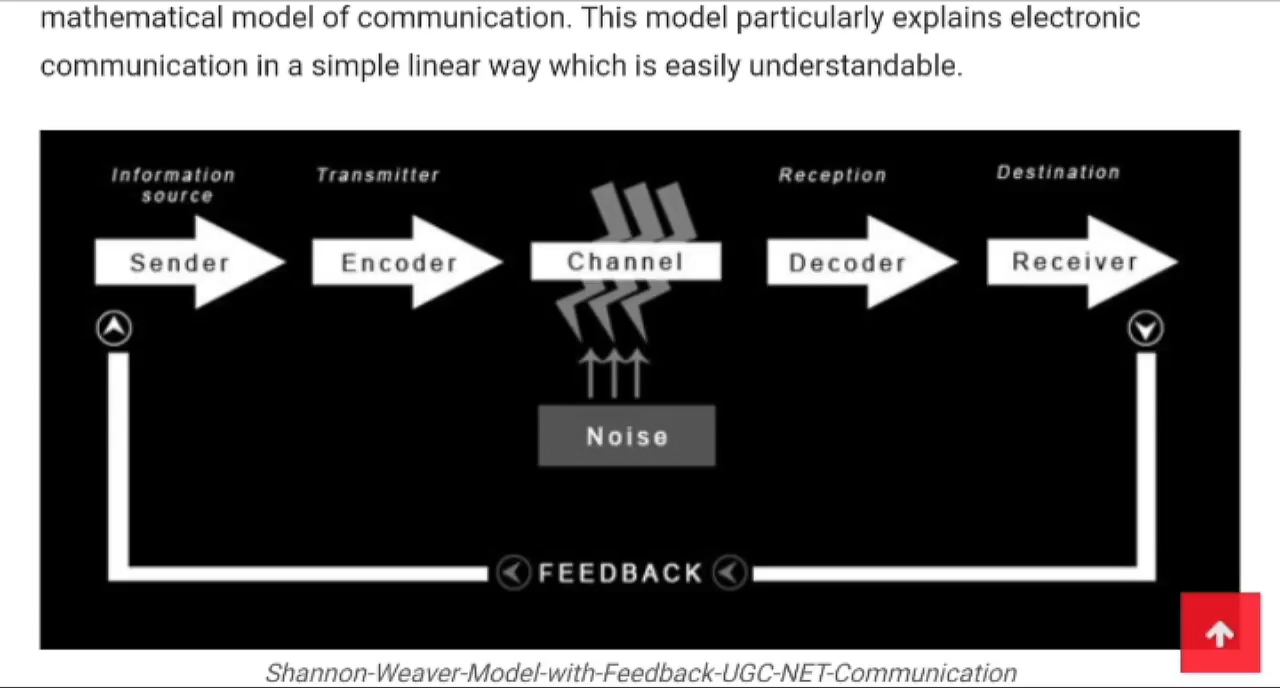 mathematical model of communication. This model particularly explains electronic
communication in a simple linear way which is easily understandable.
Information
source
Transmitter
Reception
Destination
Sender
Encoder
Channel
Decoder
Receiver
Noise
FEEDBACK
Shannon-Weaver-Model-with-Feedback-UGC-NET-Communication